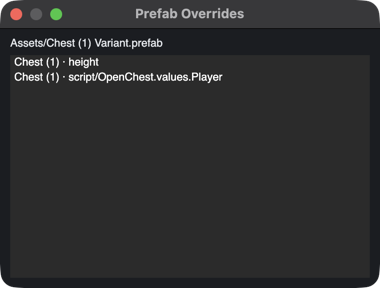 Prefab Overrides
Assets/Chest (1) Variant.prefab
Chest (1) · height
Chest (1) · script/OpenChest.values.Player